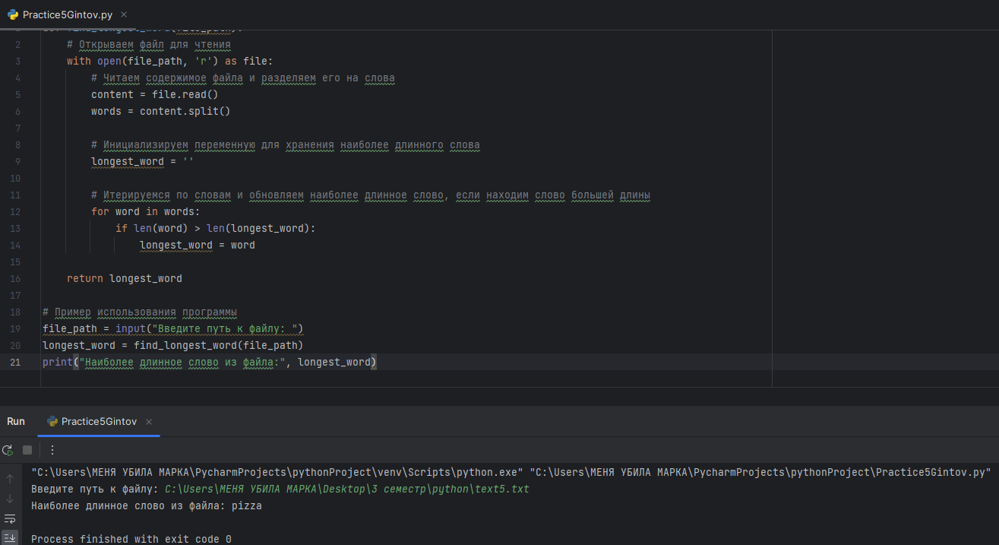 Practice5Gintov.py
2 # Открываем файл для чтения
3 with open(file_path, 'r') as file:
4 # Читаем содержимое файла и разделяем его на слова
5 content = file.read()
6 words = content.split()
7
8 # Инициализируем переменную для хранения наиболее длинного слова
9 longest_word = ''
10
11 # Итерируемся по словам и обновляем наиболее длинное слово, если находим слово большей длины
12 for word in words:
13 if len(word) > len(longest_word):
14 longest_word = word
15
16 return longest_word
17
18 # Пример использования программы
19 file_path = input("Введите путь к файлу: ")
20 longest_word = find_longest_word(file_path)
21 print("Наиболее длинное слово из файла:", longest_word)
Run Practice5Gintov
"C:\Users\МЕНЯ УБИЛА МАРКА\PycharmProjects\pythonProject\venv\Scripts\python.exe" "C:\Users\МЕНЯ УБИЛА МАРКА\PycharmProjects\pythonProject\Practice5Gintov.py"
Введите путь к файлу: C:\Users\МЕНЯ УБИЛА МАРКА\Desktop\3 семестр\python\text5.txt
Наиболее длинное слово из файла: pizza
Process finished with exit code 0